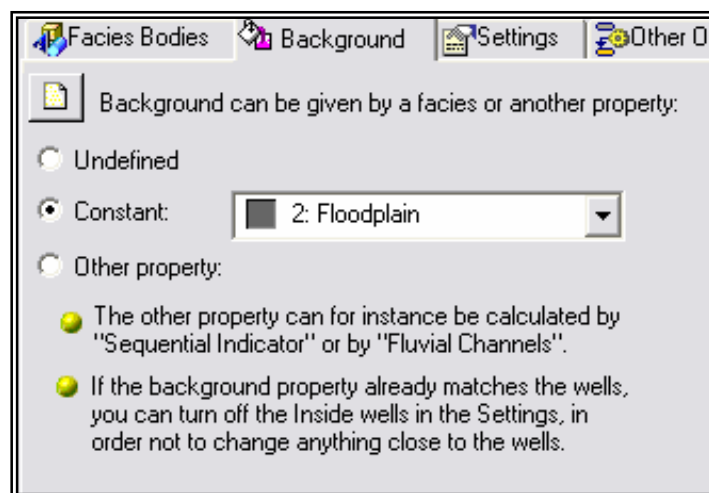 Facies Bodies Background Settings Other O
Background can be given by a facies or another property:
Undefined
Constant: 2: Floodplain
Other property:
The other property can for instance be calculated by
"Sequential Indicator" or by "Fluvial Channels".
If the background property already matches the wells,
you can turn off the Inside wells in the Settings, in
order not to change anything close to the wells.